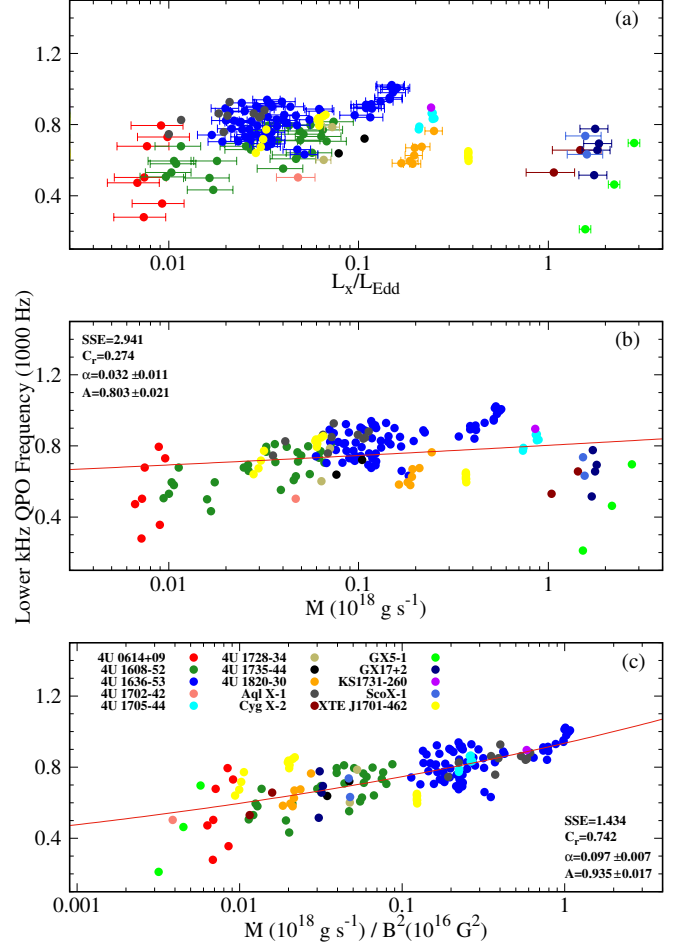 (a)
1.2
0.8
0.4
0.01 0.1 1
Lx/LEdd
Lower kHz QPO Frequency (1000 Hz)
SSE=2.941
Cr=0.274
α=0.032 ±0.011
A=0.803 ±0.021
(b)
1.2
0.8
0.4
0.01 0.1 1
Ṁ (10^18 g s^-1)
4U 0614+09 4U 1728-34 GX5-1 (c)
4U 1608-52 4U 1735-44 GX17+2
4U 1636-53 4U 1820-30 KS1731-260
4U 1702-42 Aql X-1 ScoX-1
4U 1705-44 Cyg X-2 XTE J1701-462
1.2
0.8
0.4
SSE=1.434
Cr=0.742
α=0.097 ±0.007
A=0.935 ±0.017
0.001 0.01 0.1 1
Ṁ (10^18 g s^-1) / B^2 (10^16 G^2)